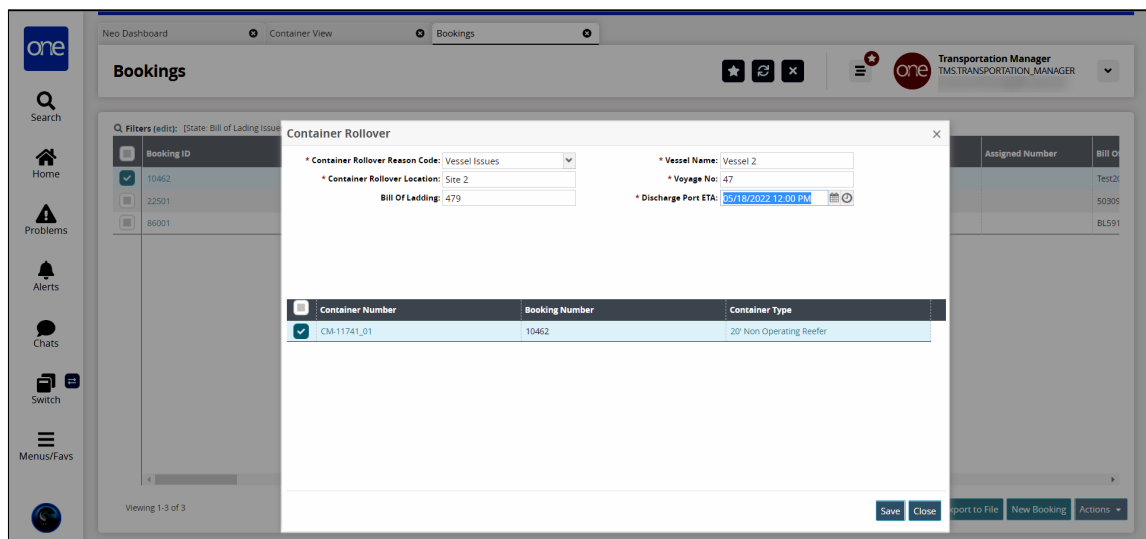 one
Search
Home
Problems
Alerts
Chats
Switch
Menus/Favs
Neo Dashboard
Container View
Bookings
Bookings
one
Transportation Manager
TMS.TRANSPORTATION_MANAGER
Filters (edit): [State: Bill of Lading Issue
Booking ID
Assigned Number
Bill Of
10462
Test20
22501
50309
86001
BL591
Container Rollover
* Container Rollover Reason Code: Vessel Issues
* Vessel Name: Vessel 2
* Container Rollover Location: Site 2
* Voyage No: 47
Bill Of Ladding: 479
* Discharge Port ETA: 05/18/2022 12:00 PM
Container Number Booking Number Container Type
CM-11741_01 10462 20' Non Operating Reefer
Save Close
Viewing 1-3 of 3
xport to File New Booking Actions